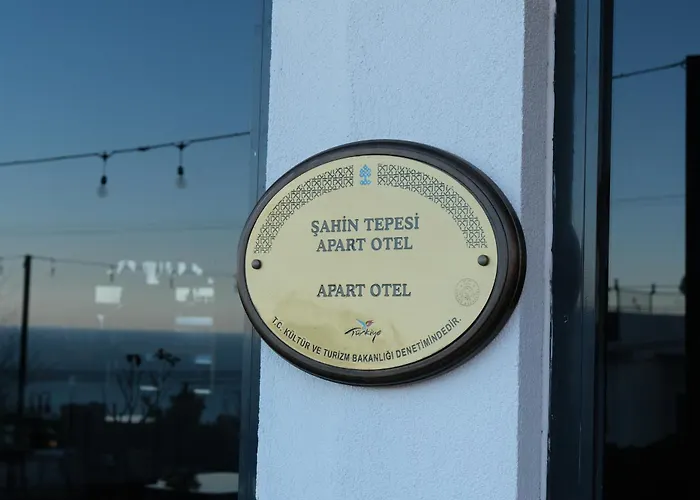 ŞAHİN TEPESİ
APART OTEL
APART OTEL
Türkiye
T.C. KÜLTÜR VE TURİZM BAKANLIĞI DENETİMİNDEDİR.